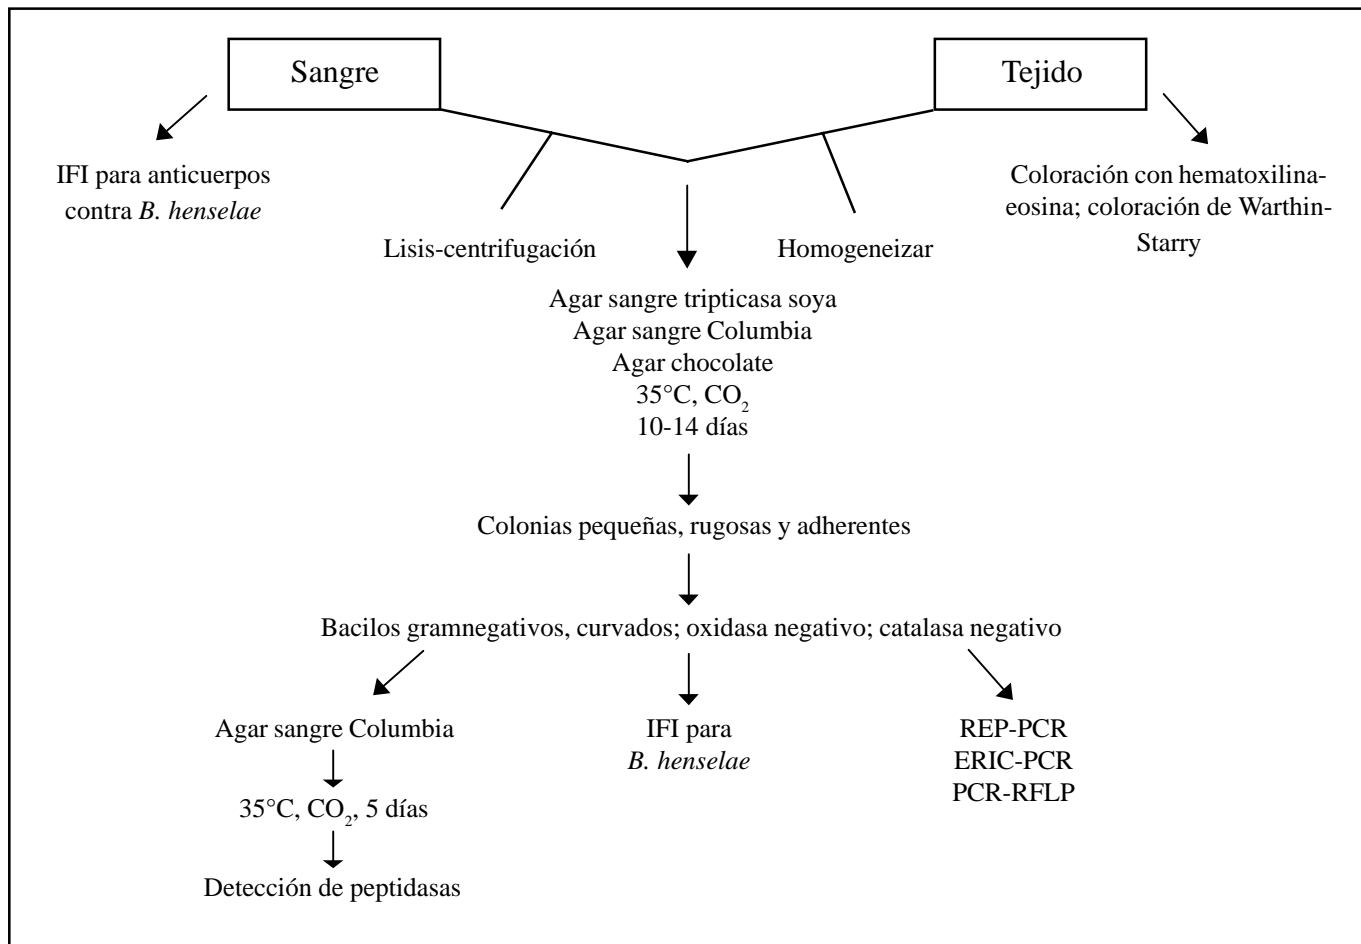 Sangre
Tejido
IFI para anticuerpos
contra B. henselae
Coloración con hematoxilina-
eosina; coloración de Warthin-
Starry
Lisis-centrifugación
Homogeneizar
Agar sangre tripticasa soya
Agar sangre Columbia
Agar chocolate
35°C, CO₂
10-14 días
Colonias pequeñas, rugosas y adherentes
Bacilos gramnegativos, curvados; oxidasa negativo; catalasa negativo
Agar sangre Columbia
35°C, CO₂, 5 días
Detección de peptidasas
IFI para
B. henselae
REP-PCR
ERIC-PCR
PCR-RFLP